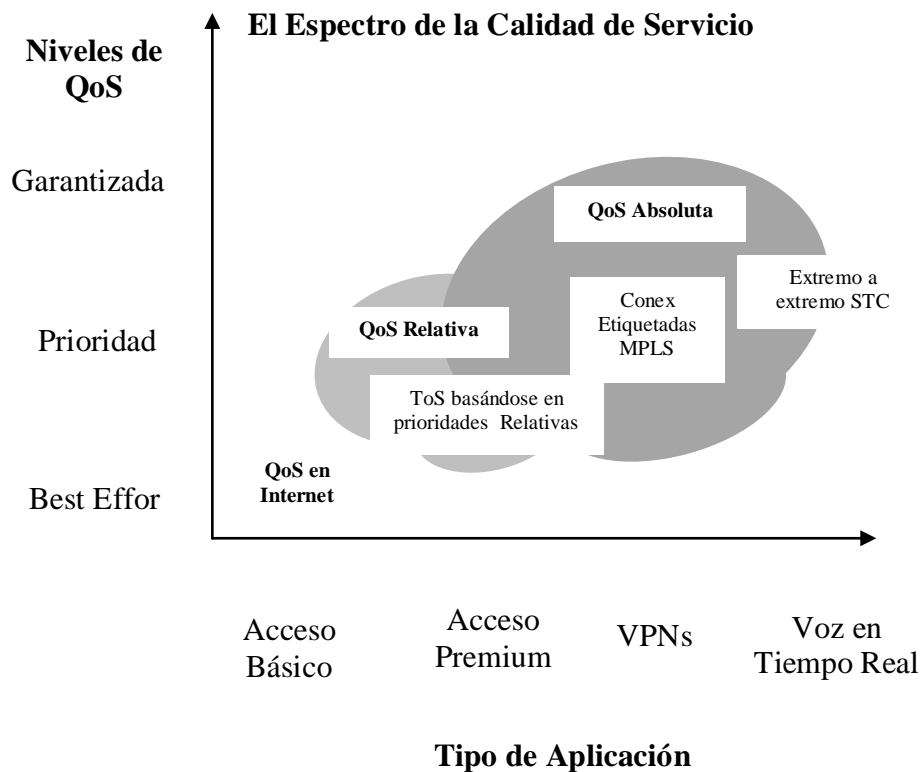 El Espectro de la Calidad de Servicio
Niveles de
QoS
Garantizada
QoS Absoluta
Extremo a
extremo STC
Conex
Etiquetadas
MPLS
QoS Relativa
Prioridad
ToS basándose en
prioridades Relativas
QoS en
Internet
Best Effor
Acceso
Básico
Acceso
Premium
VPNs
Voz en
Tiempo Real
Tipo de Aplicación